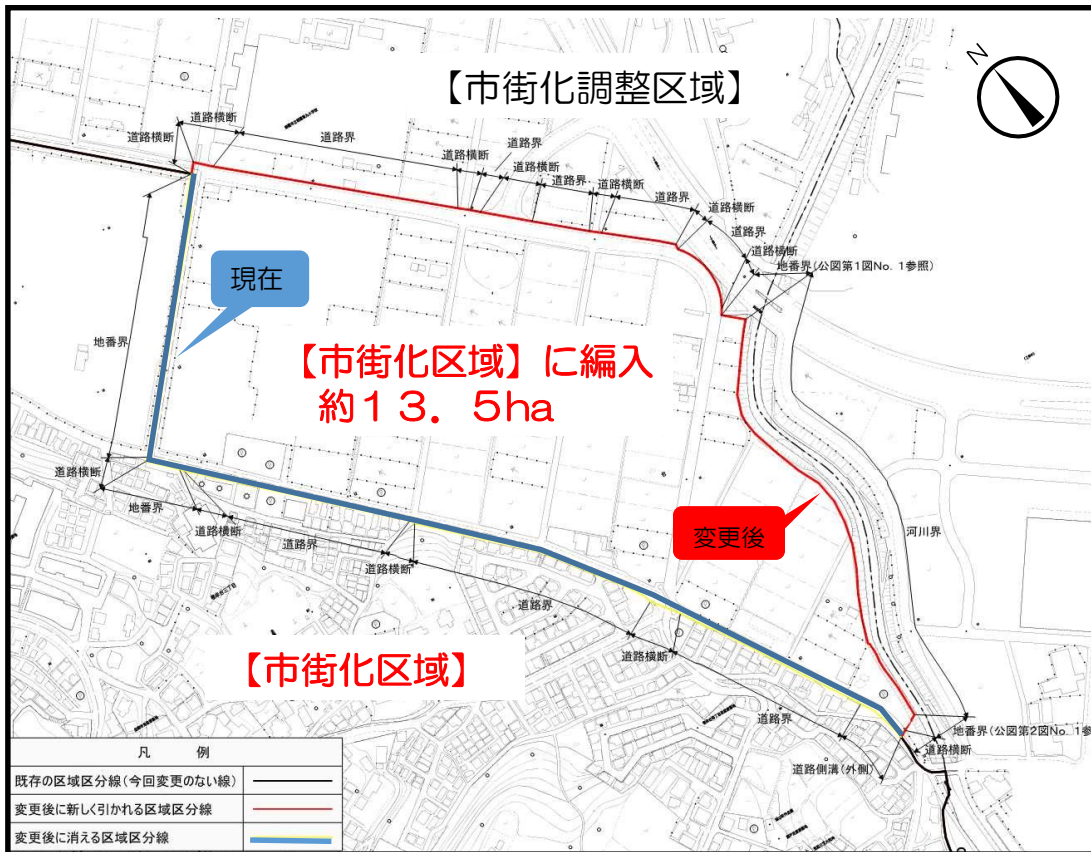 【市街化調整区域】
N
道路横断
道路横断
道路界
道路横断
道路界
道路横断
道路界
道路横断
道路界
道路横断
道路界
道路横断
地番界(公図第1図No. 1参照)
現在
地番界
【市街化区域】に編入
約13.5ha
変更後
河川界
道路横断
地番界
道路横断
道路界
道路横断
道路界
道路横断
道路界
道路側溝(外側)
地番界(公図第2図No. 1参
道路横断
【市街化区域】
凡 例
既存の区域区分線(今回変更のない線)
変更後に新しく引かれる区域区分線
変更後に消える区域区分線